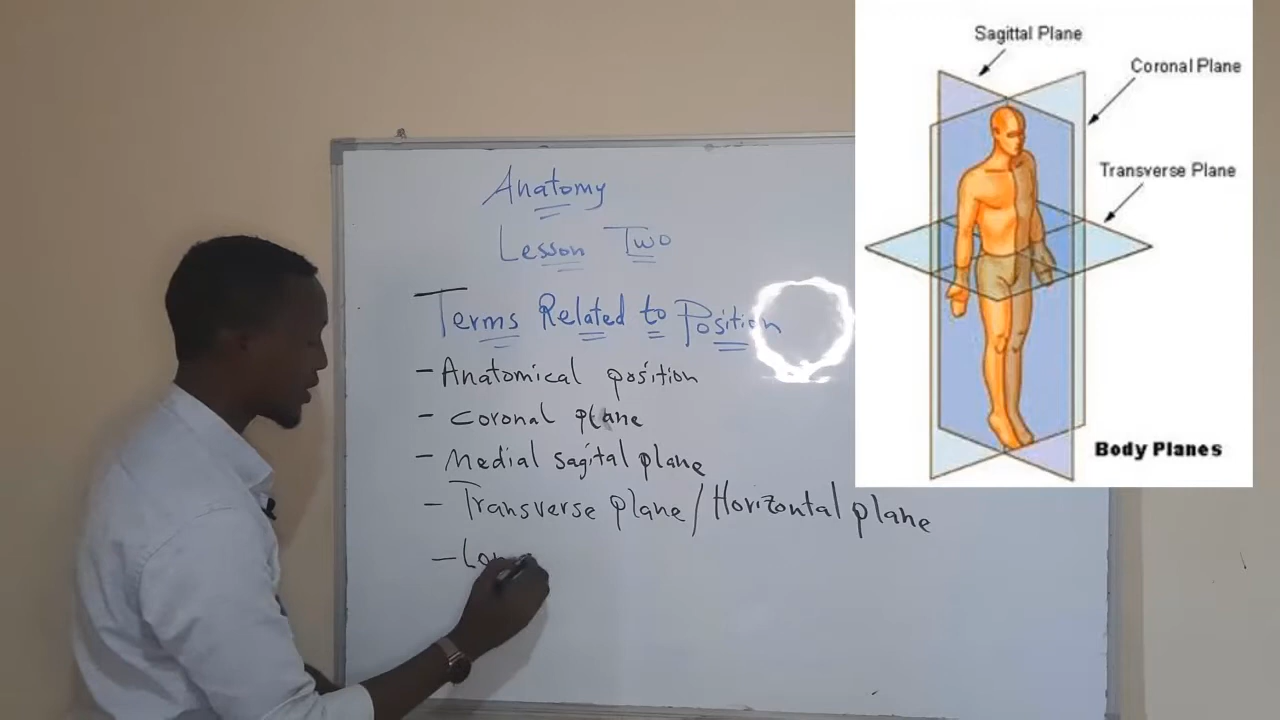 Anatomy
Lesson Two
Terms Related to Position
- Anatomical position
- coronal plane
- Medial sagital plane
- Transverse plane / Horizontal plane
Sagittal Plane
Coronal Plane
Transverse Plane
Body Planes